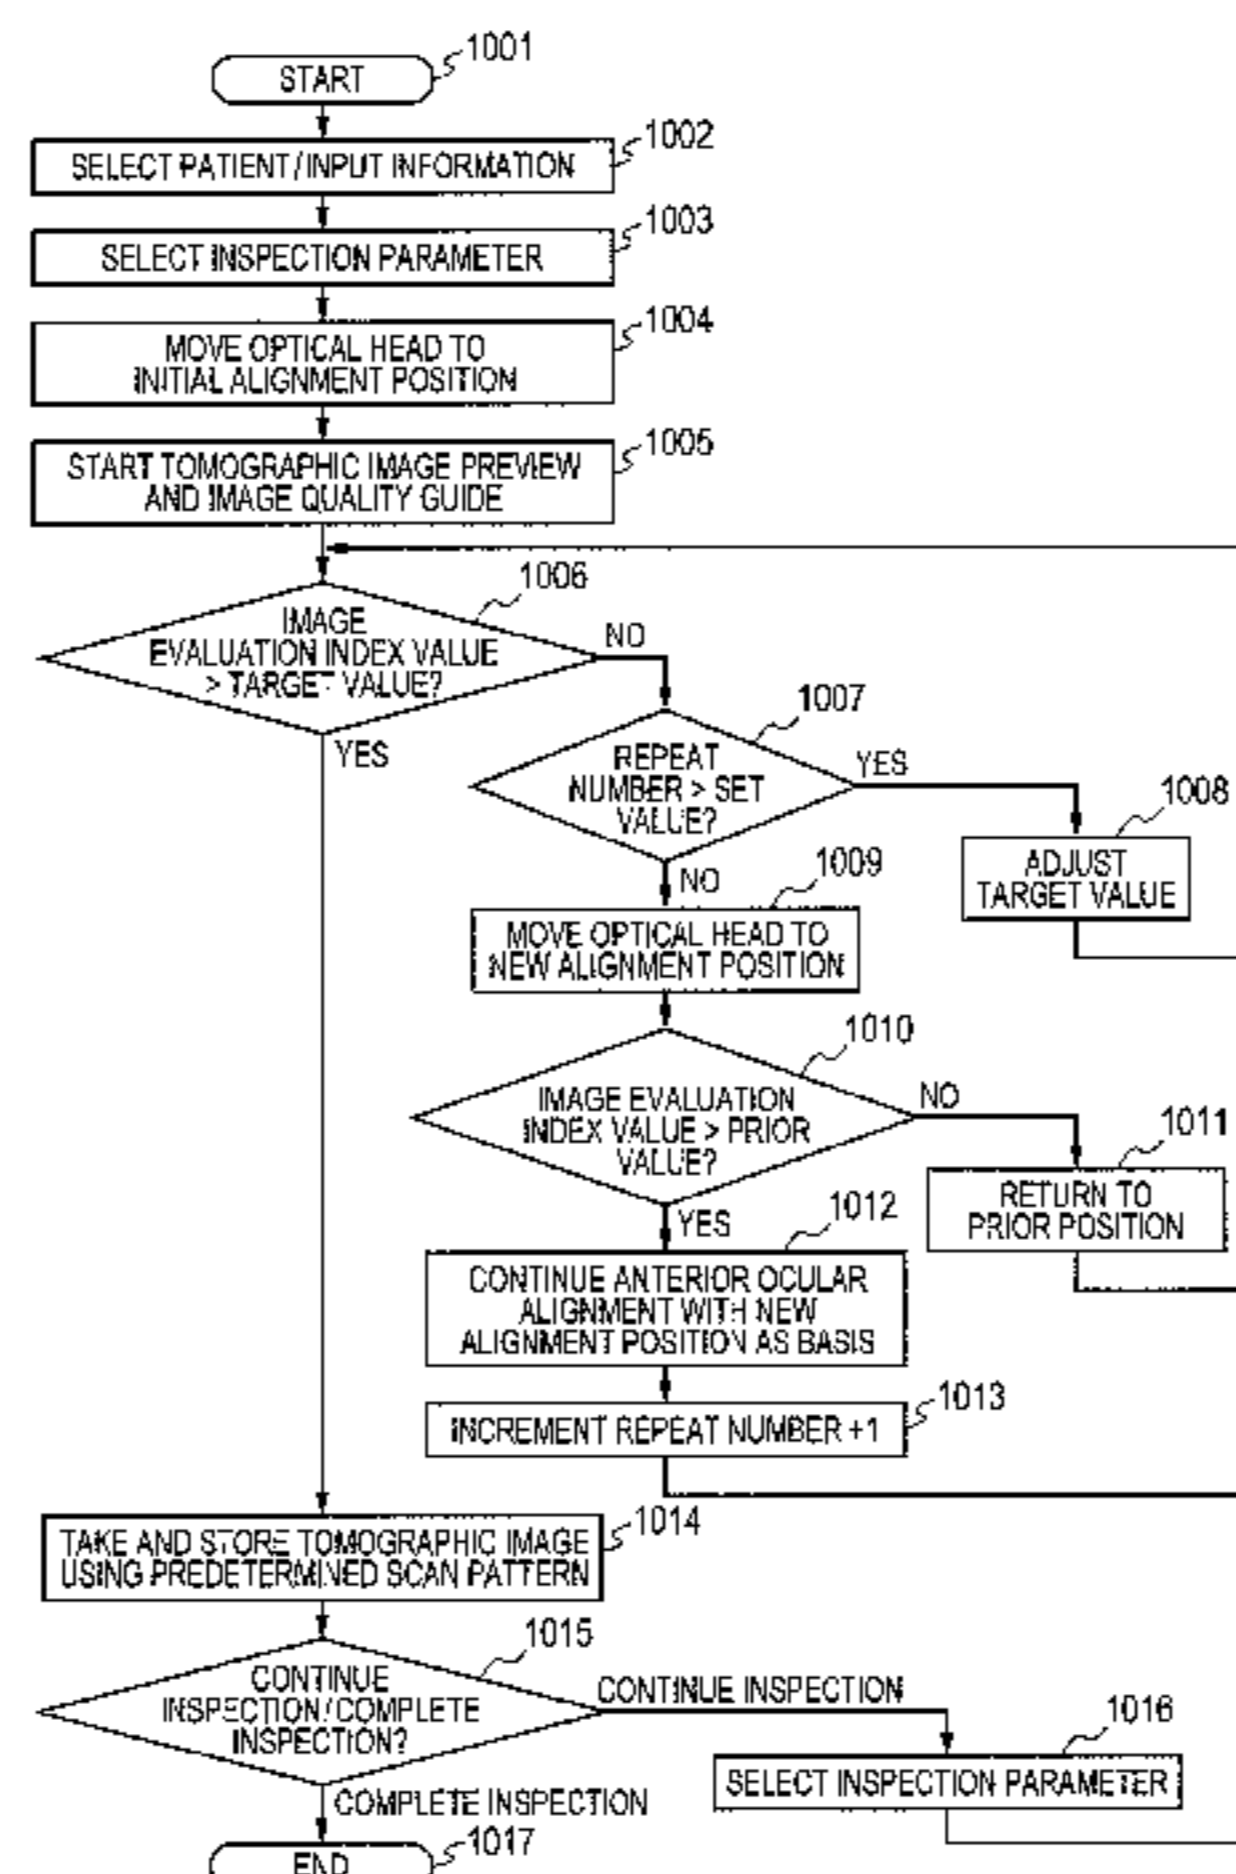 1001
START
1002
SELECT PATIENT/INPUT INFORMATION
1003
SELECT INSPECTION PARAMETER
1004
MOVE OPTICAL HEAD TO
INITIAL ALIGNMENT POSITION
1005
START TOMOGRAPHIC IMAGE PREVIEW
AND IMAGE QUALITY GUIDE
1006
IMAGE
EVALUATION INDEX VALUE
> TARGET VALUE?
NO
YES
1007
REPEAT
NUMBER > SET
VALUE?
YES
NO
1008
ADJUST
TARGET VALUE
1009
MOVE OPTICAL HEAD TO
NEW ALIGNMENT POSITION
1010
IMAGE EVALUATION
INDEX VALUE > PRIOR
VALUE?
NO
YES
1011
RETURN TO
PRIOR POSITION
1012
CONTINUE ANTERIOR OCULAR
ALIGNMENT WITH NEW
ALIGNMENT POSITION AS BASIS
1013
INCREMENT REPEAT NUMBER +1
1014
TAKE AND STORE TOMOGRAPHIC IMAGE
USING PREDETERMINED SCAN PATTERN
1015
CONTINUE
INSPECTION/COMPLETE
INSPECTION?
CONTINUE INSPECTION
1016
SELECT INSPECTION PARAMETER
COMPLETE INSPECTION
1017
END